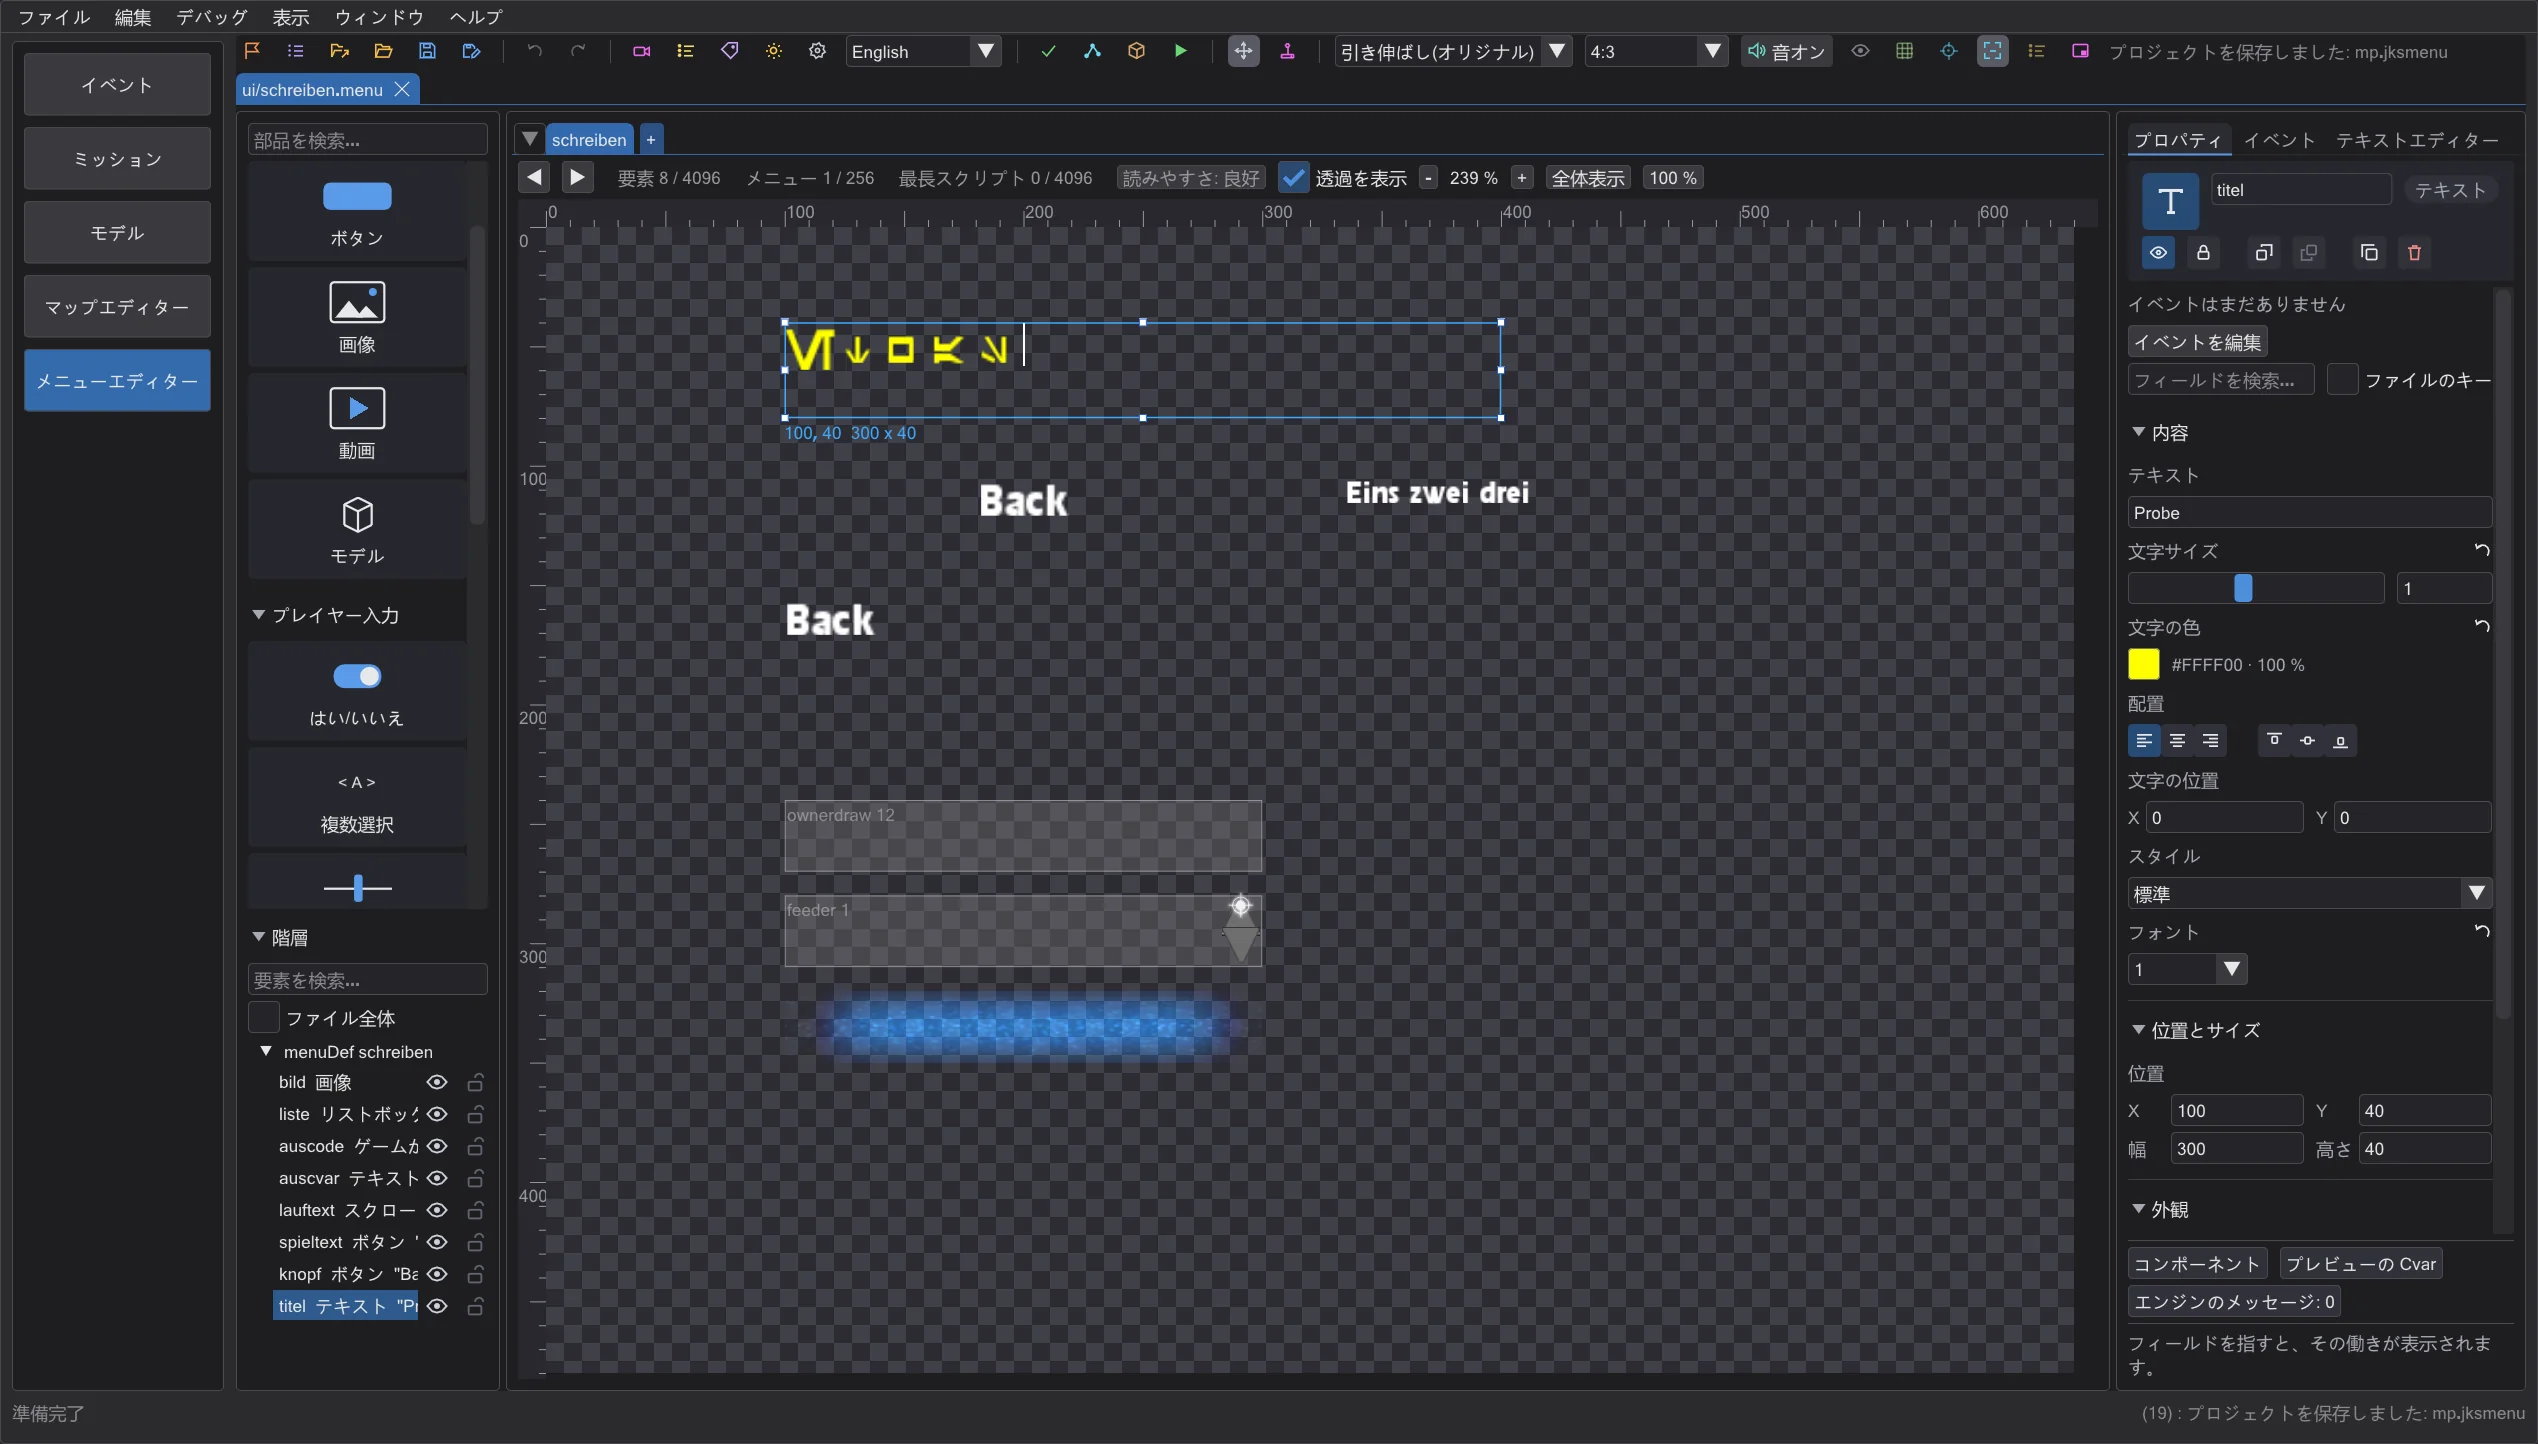 ファイル 編集 デバッグ 表示 ウィンドウ ヘルプ
English
引き伸ばし(オリジナル)
4:3
音オン
プロジェクトを保存しました: mp.jksmenu
イベント
ミッション
モデル
マップエディター
メニューエディター
ui/schreiben.menu
部品を検索...
ボタン
画像
動画
モデル
プレイヤー入力
はい/いいえ
< A >
複数選択
階層
要素を検索...
ファイル全体
menuDef schreiben
bild 画像
liste リストボック
auscode ゲームか
auscvar テキスト
lauftext スクロー
spieltext ボタン "
knopf ボタン "Ba
titel テキスト "Pr
schreiben
+
要素 8 / 4096 メニュー 1 / 256 最長スクリプト 0 / 4096 読みやすさ: 良好 透過を表示 - 239 % + 全体表示 100 %
0 100 200 300 400 500 600
0
100
200
300
400
100, 40 300 x 40
Back
Eins zwei drei
Back
ownerdraw 12
feeder 1
プロパティ イベント テキストエディター
T
titel
テキスト
イベントはまだありません
イベントを編集
フィールドを検索...
ファイルのキー
内容
テキスト
Probe
文字サイズ
1
文字の色
#FFFF00 · 100 %
配置
文字の位置
X 0 Y 0
スタイル
標準
フォント
1
位置とサイズ
位置
X 100 Y 40
幅 300 高さ 40
外観
コンポーネント プレビューの Cvar
エンジンのメッセージ: 0
フィールドを指すと、その働きが表示されま
す。
準備完了
(19) : プロジェクトを保存しました: mp.jksmenu